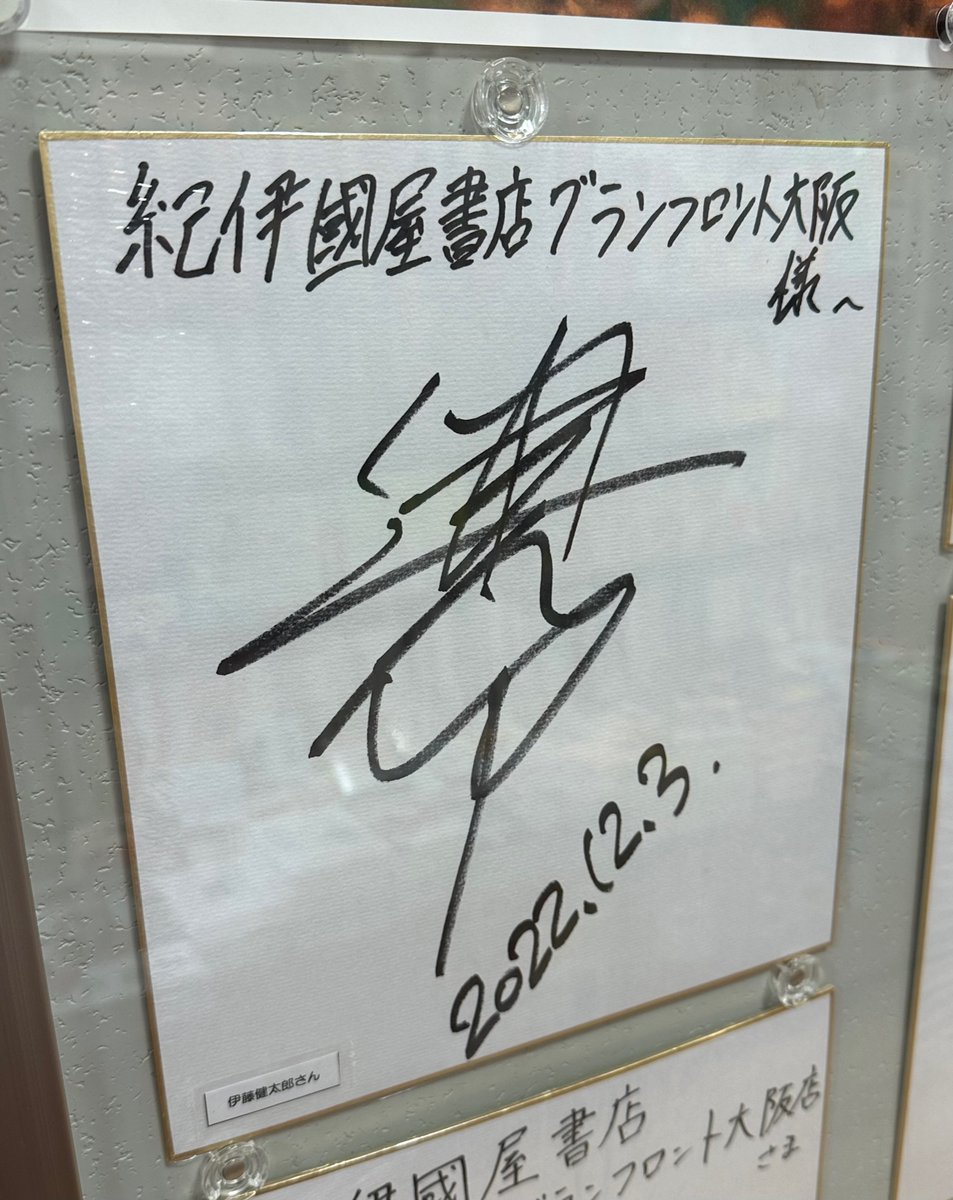 紀伊國屋書店グランフロント大阪
様へ
2022.12.3.
伊藤健太郎さん
伊國屋書店
グランフロント大阪店
さま